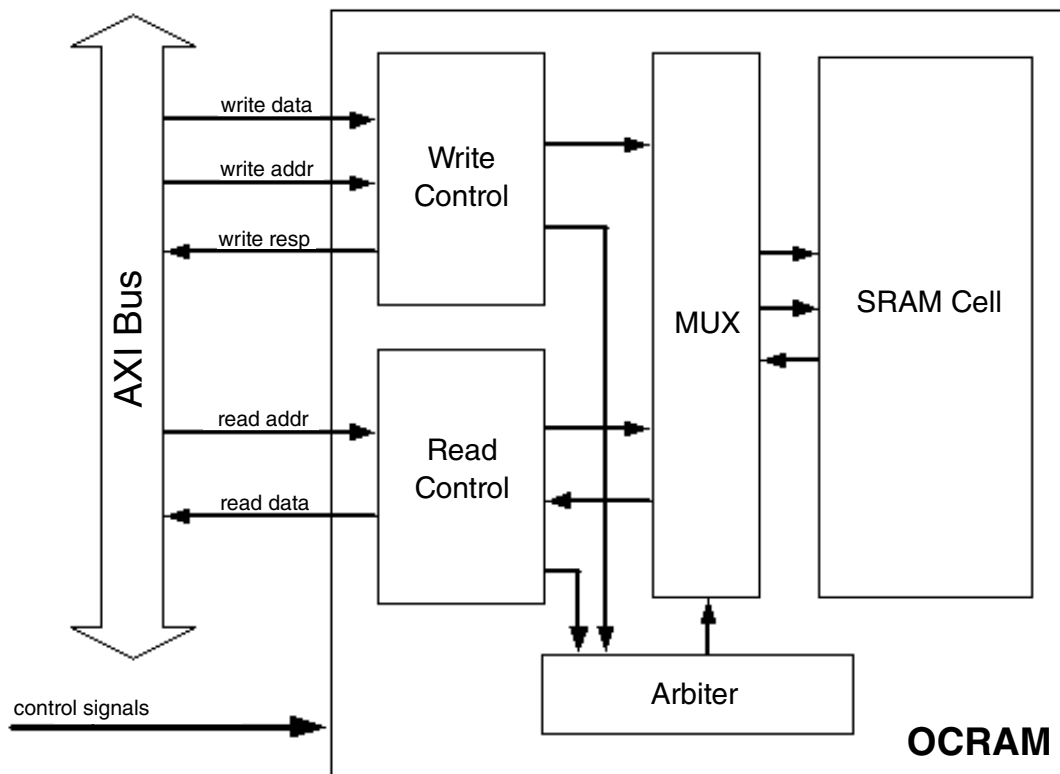 write data
write addr
write resp
Write
Control
AXI Bus
MUX
SRAM Cell
read addr
read data
Read
Control
Arbiter
control signals
OCRAM